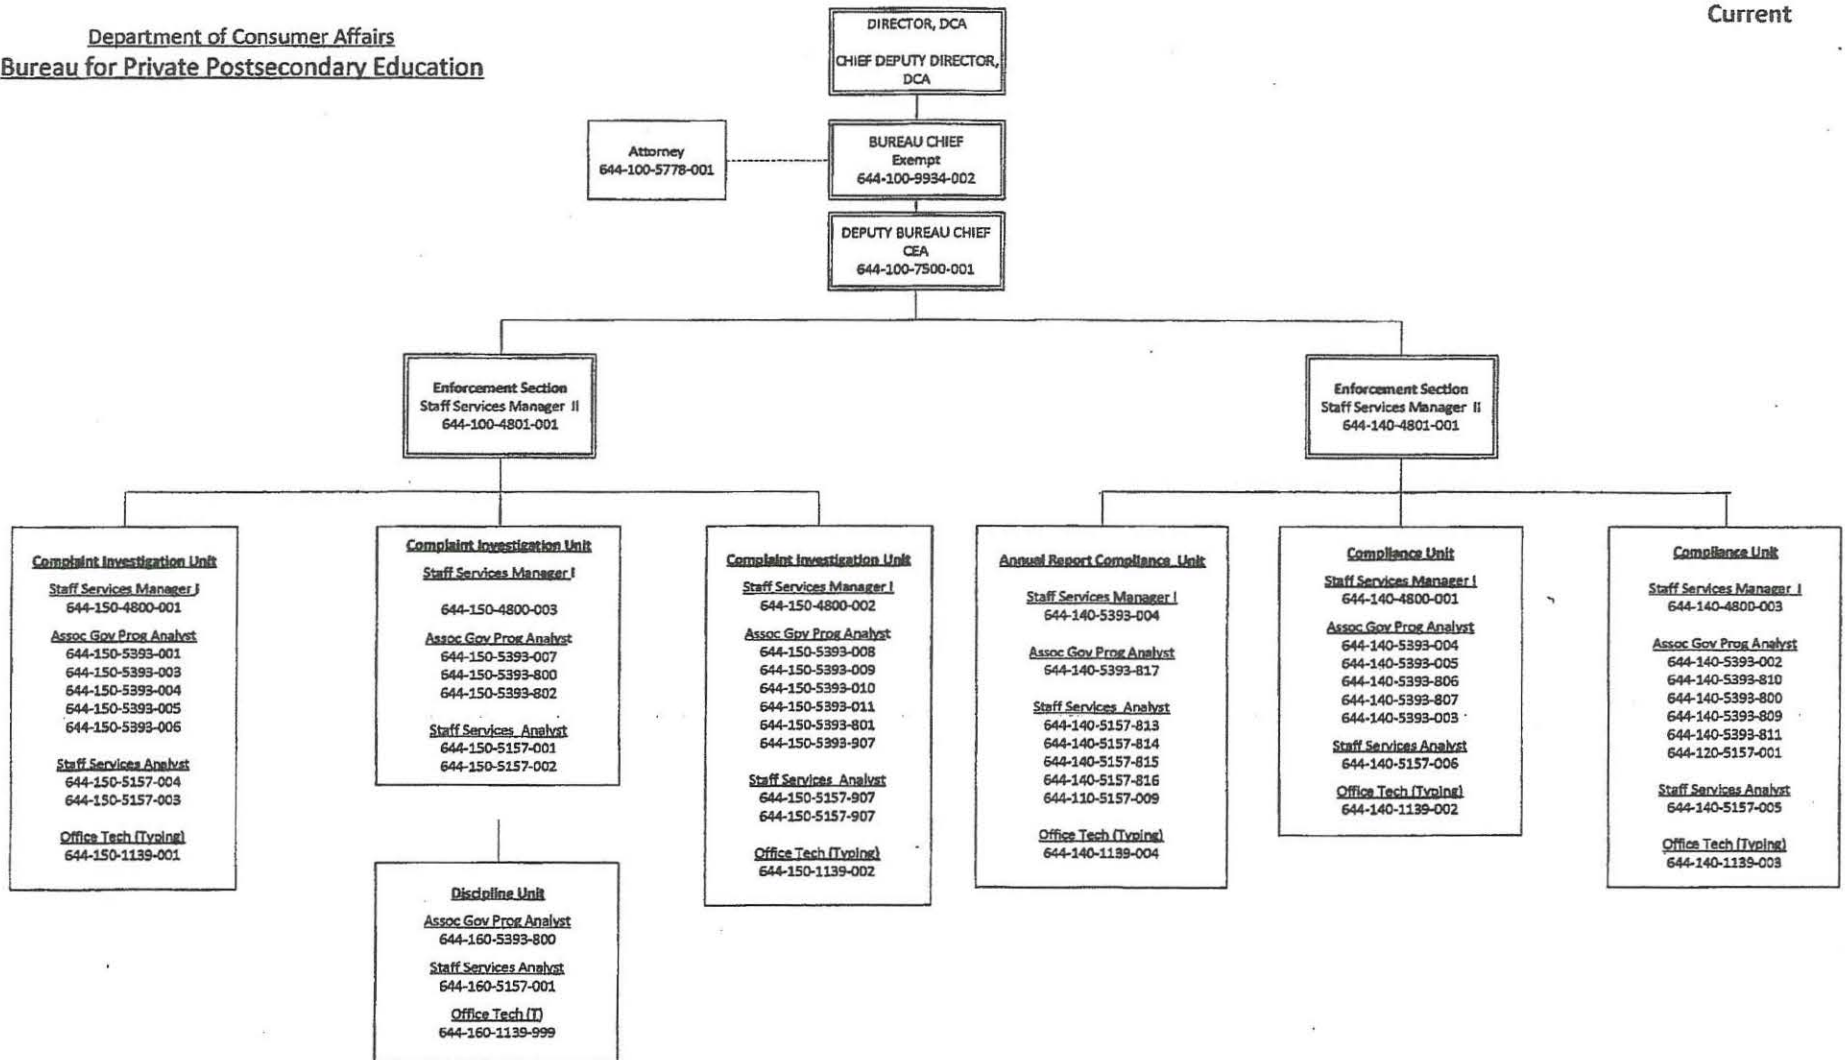 Current
Department of Consumer Affairs
Bureau for Private Postsecondary Education
DIRECTOR, DCA
CHIEF DEPUTY DIRECTOR,
DCA
Attorney
644-100-5778-001
BUREAU CHIEF
Exempt
644-100-9934-002
DEPUTY BUREAU CHIEF
CEA
644-100-7500-001
Enforcement Section
Staff Services Manager II
644-100-4801-001
Enforcement Section
Staff Services Manager II
644-140-4801-001
Complaint Investigation Unit
Staff Services Manager I
644-150-4800-001
Assoc Gov Prog Analyst
644-150-5393-001
644-150-5393-003
644-150-5393-004
644-150-5393-005
644-150-5393-006
Staff Services Analyst
644-150-5157-004
644-150-5157-003
Office Tech (Typing)
644-150-1139-001
Complaint Investigation Unit
Staff Services Manager I
644-150-4800-003
Assoc Gov Prog Analyst
644-150-5393-007
644-150-5393-800
644-150-5393-802
Staff Services Analyst
644-150-5157-001
644-150-5157-002
Discipline Unit
Assoc Gov Prog Analyst
644-160-5393-800
Staff Services Analyst
644-160-5157-001
Office Tech (T)
644-160-1139-999
Complaint Investigation Unit
Staff Services Manager I
644-150-4800-002
Assoc Gov Prog Analyst
644-150-5393-008
644-150-5393-009
644-150-5393-010
644-150-5393-011
644-150-5393-801
644-150-5393-907
Staff Services Analyst
644-150-5157-907
644-150-5157-907
Office Tech (Typing)
644-150-1139-002
Annual Report Compliance Unit
Staff Services Manager I
644-140-5393-004
Assoc Gov Prog Analyst
644-140-5393-817
Staff Services Analyst
644-140-5157-813
644-140-5157-814
644-140-5157-815
644-140-5157-816
644-110-5157-009
Office Tech (Typing)
644-140-1139-004
Compliance Unit
Staff Services Manager I
644-140-4800-001
Assoc Gov Prog Analyst
644-140-5393-004
644-140-5393-005
644-140-5393-806
644-140-5393-807
644-140-5393-003
Staff Services Analyst
644-140-5157-006
Office Tech (Typing)
644-140-1139-002
Compliance Unit
Staff Services Manager I
644-140-4800-003
Assoc Gov Prog Analyst
644-140-5393-002
644-140-5393-810
644-140-5393-800
644-140-5393-809
644-140-5393-811
644-120-5157-001
Staff Services Analyst
644-140-5157-005
Office Tech (Typing)
644-140-1139-003